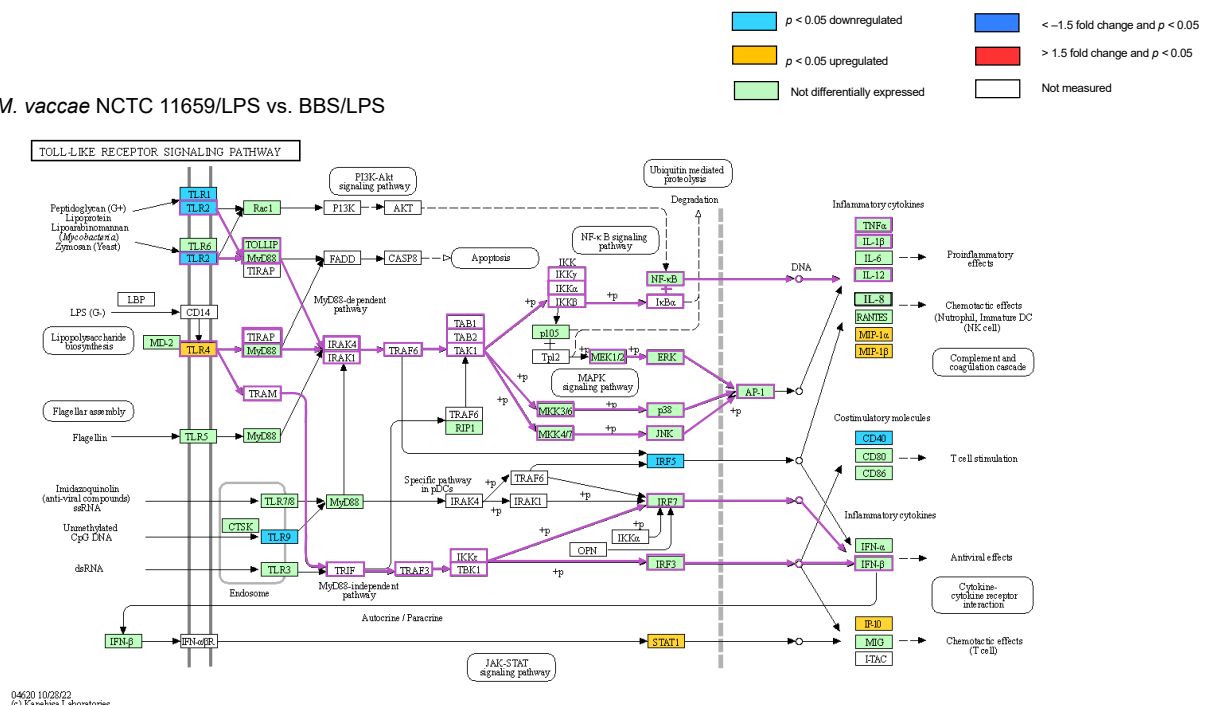 p < 0.05 downregulated
< –1.5 fold change and p < 0.05
p < 0.05 upregulated
> 1.5 fold change and p < 0.05
Not differentially expressed
Not measured
M. vaccae NCTC 11659/LPS vs. BBS/LPS
TOLL-LIKE RECEPTOR SIGNALING PATHWAY
Peptidoglycan (G+)
Lipoprotein
Lipoarabinomannan
(Mycobacteria)
Zymosan (Yeast)
TLR1
TLR2
TLR6
TLR2
Rac1
TOLLIP
MyD88
TIRAP
PI3K-Akt
signaling pathway
PI3K
AKT
FADD
CASP8
Apoptosis
MyD88-dependent
pathway
LBP
LPS (G-)
CD14
Lipopolysaccharide
biosynthesis
MD-2
TLR4
TIRAP
MyD88
IRAK4
IRAK1
TRAF6
TAB1
TAB2
TAK1
TRAM
Flagellar assembly
Flagellin
TLR5
MyD88
TRAF6
RIP1
Ubiquitin mediated
proteolysis
Degradation
NF-κ B signaling
pathway
IKK
IKKγ
IKKα
IKKβ
+p
+p
NF-κB
IκBα
p105
Tpl2
MEK1/2
+p
+p
ERK
MAPK
signaling pathway
+p
MKK3/6
+p
p38
+p
MKK4/7
+p
JNK
AP-1
+p
DNA
IRF5
Imidazoquinolin
(anti-viral compounds)
ssRNA
TLR7/8
MyD88
Specific pathway
in pDCs
IRAK4
+p
+p
TRAF6
IRAK1
+p
IRF7
Unmethylated
CpG DNA
CTSK
TLR9
IKKα
+p
OPN
+p
dsRNA
TLR3
Endosome
TRIF
TRAF3
IKKε
TBK1
+p
IRF3
MyD88-independent
pathway
Inflammatory cytokines
TNFα
IL-1β
IL-6
IL-12
Proinflammatory
effects
IL-8
RANTES
MIP-1α
MIP-1β
Chemotactic effects
(Nutrophil, Immature DC
(NK cell)
Complement and
coagulation cascade
Costimulatory molecules
CD40
CD80
CD86
T cell stimulation
Inflammatory cytokines
IFN-α
IFN-β
Antiviral effects
Cytokine-
cytokine receptor
interaction
Autocrine / Paracrine
IFN-β
IFN-αβR
STAT1
JAK-STAT
signaling pathway
IP-10
MIG
I-TAC
Chemotactic effects
(T cell)
04620 10/28/22
(c) Kanehisa Laboratories